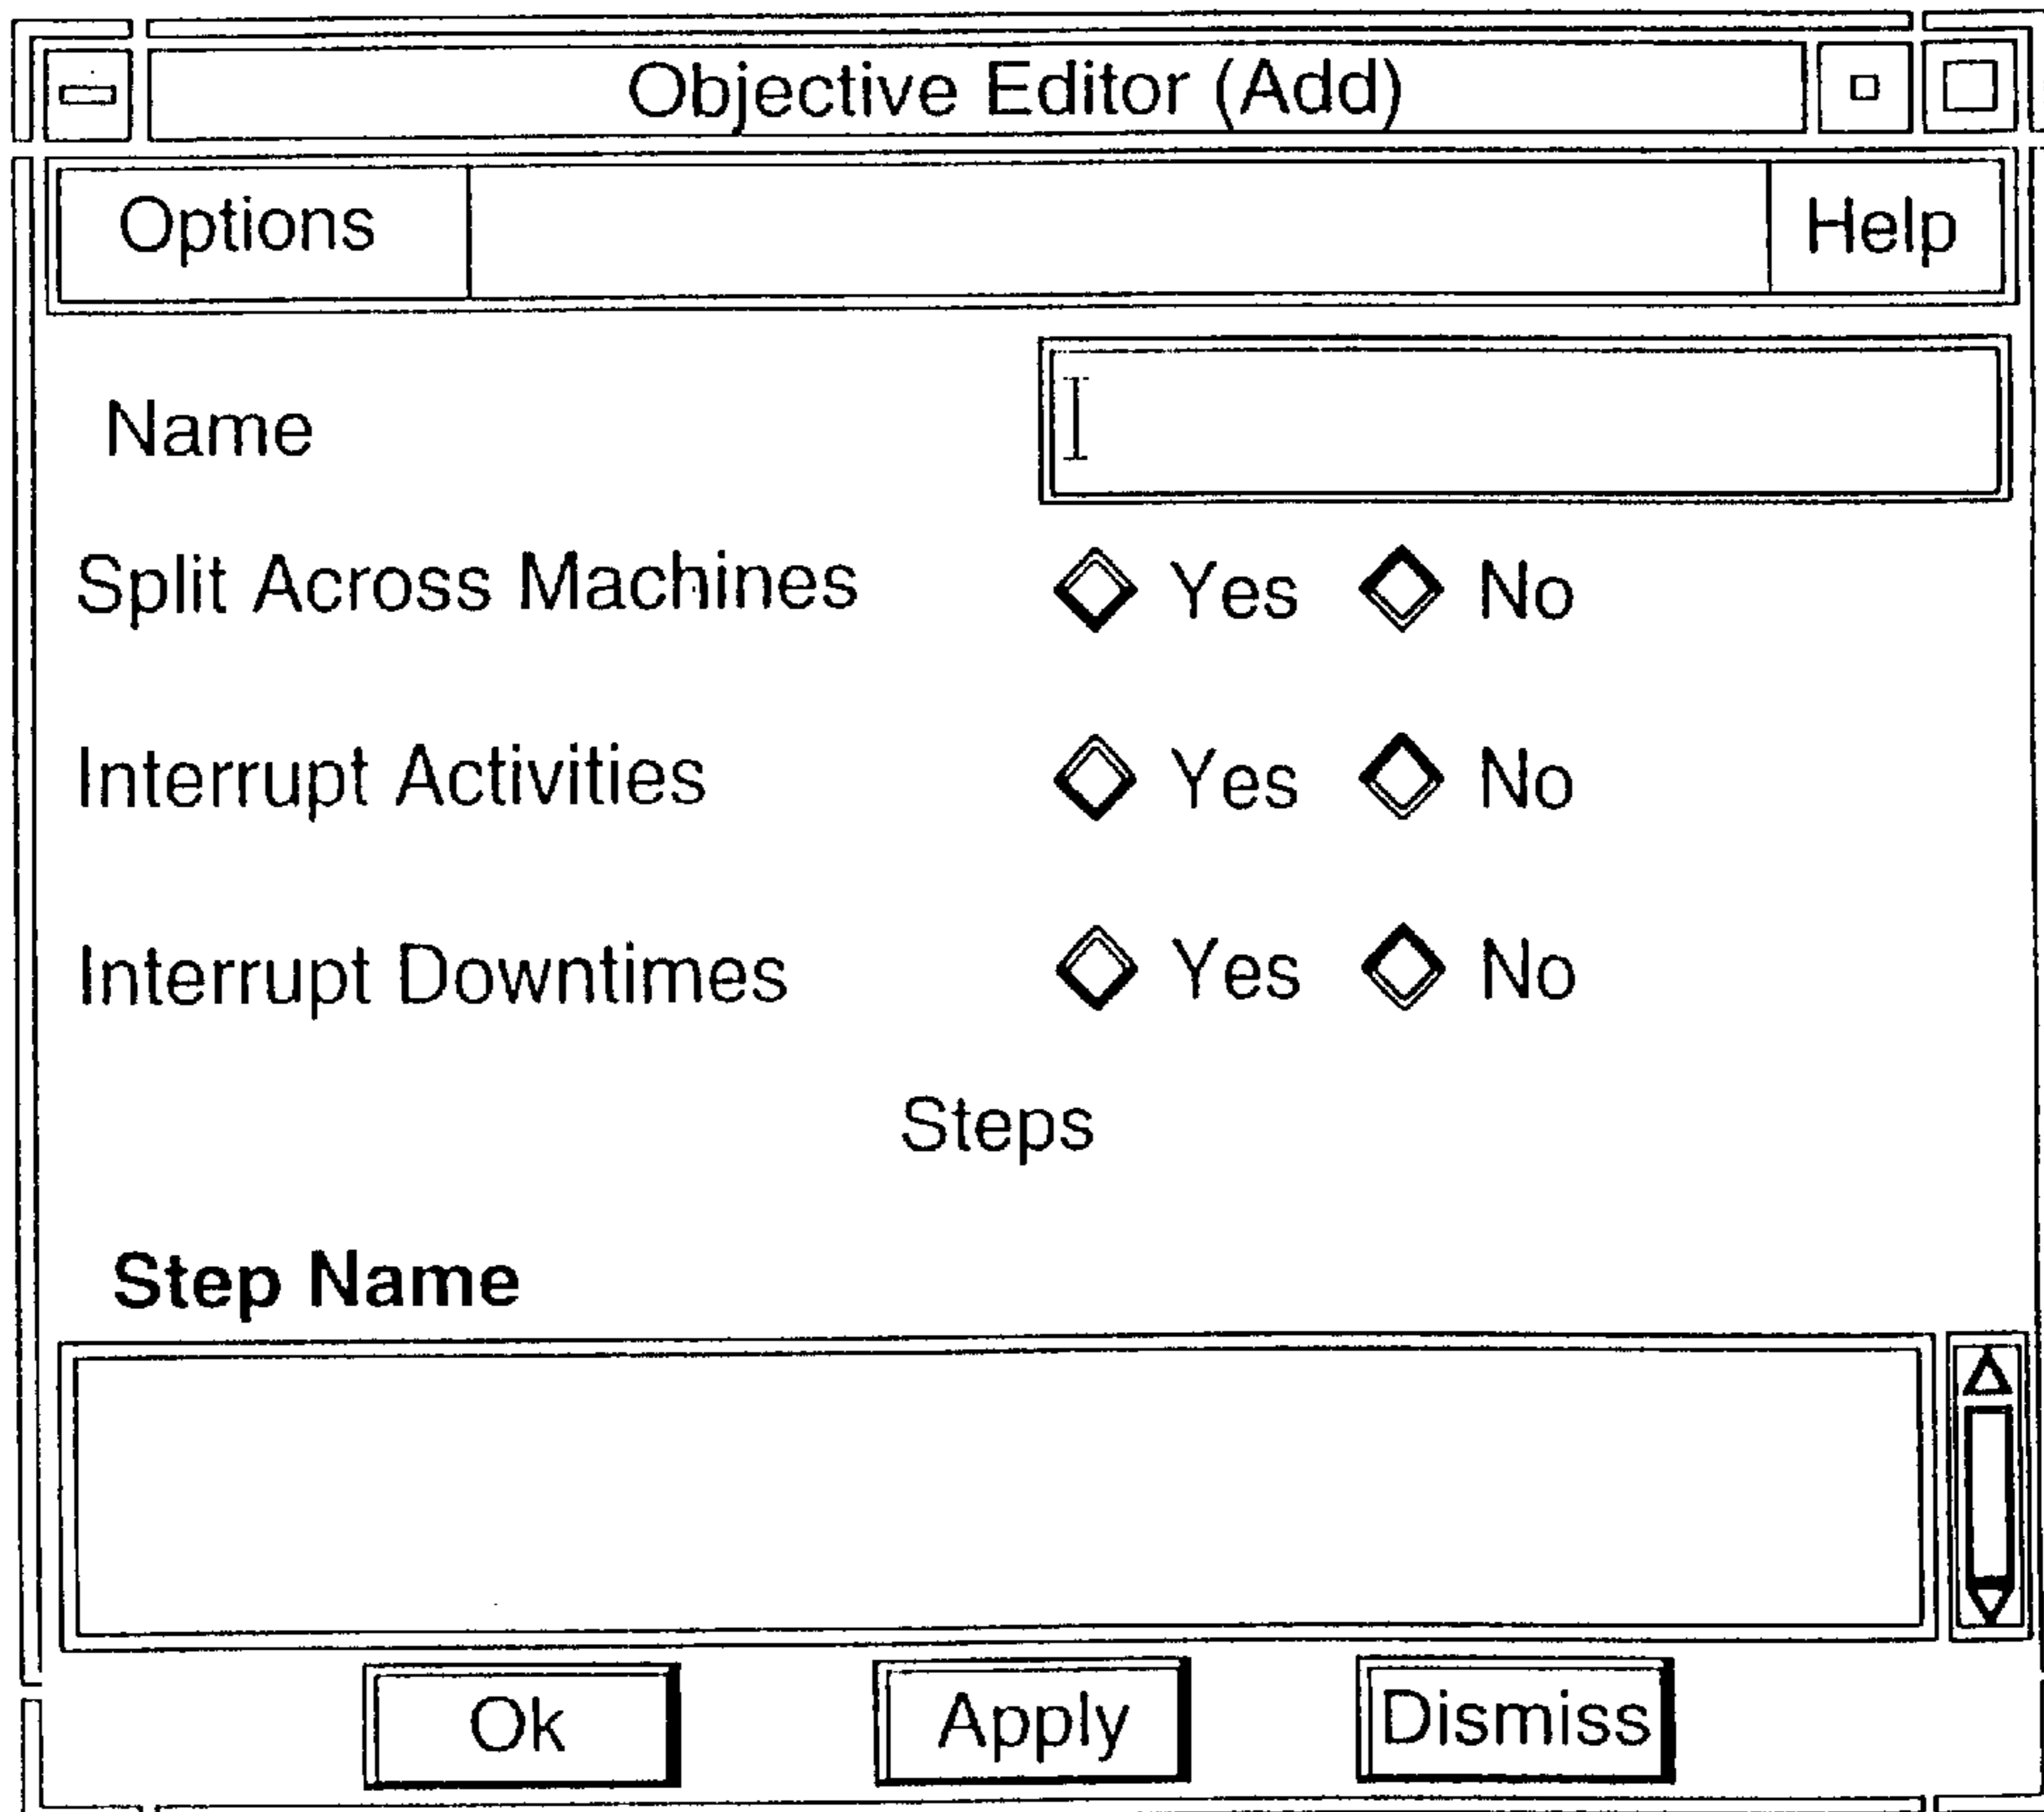 Objective Editor (Add)
Options Help
Name
Split Across Machines Yes No
Interrupt Activities Yes No
Interrupt Downtimes Yes No
Steps
Step Name
Ok Apply Dismiss